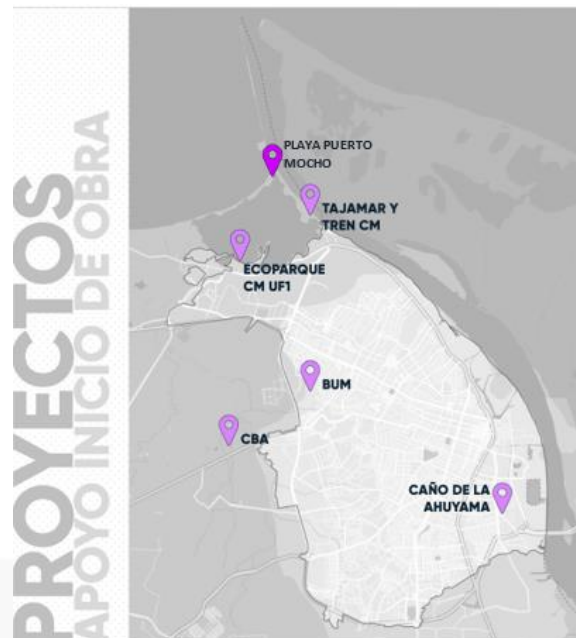 PROYECTOS
APOYO INICIO DE OBRA
PLAYA PUERTO
MOCHO
TAJAMAR Y
TREN CM
ECOPARQUE
CM UF1
BUM
CBA
CAÑO DE LA
AHUYAMA